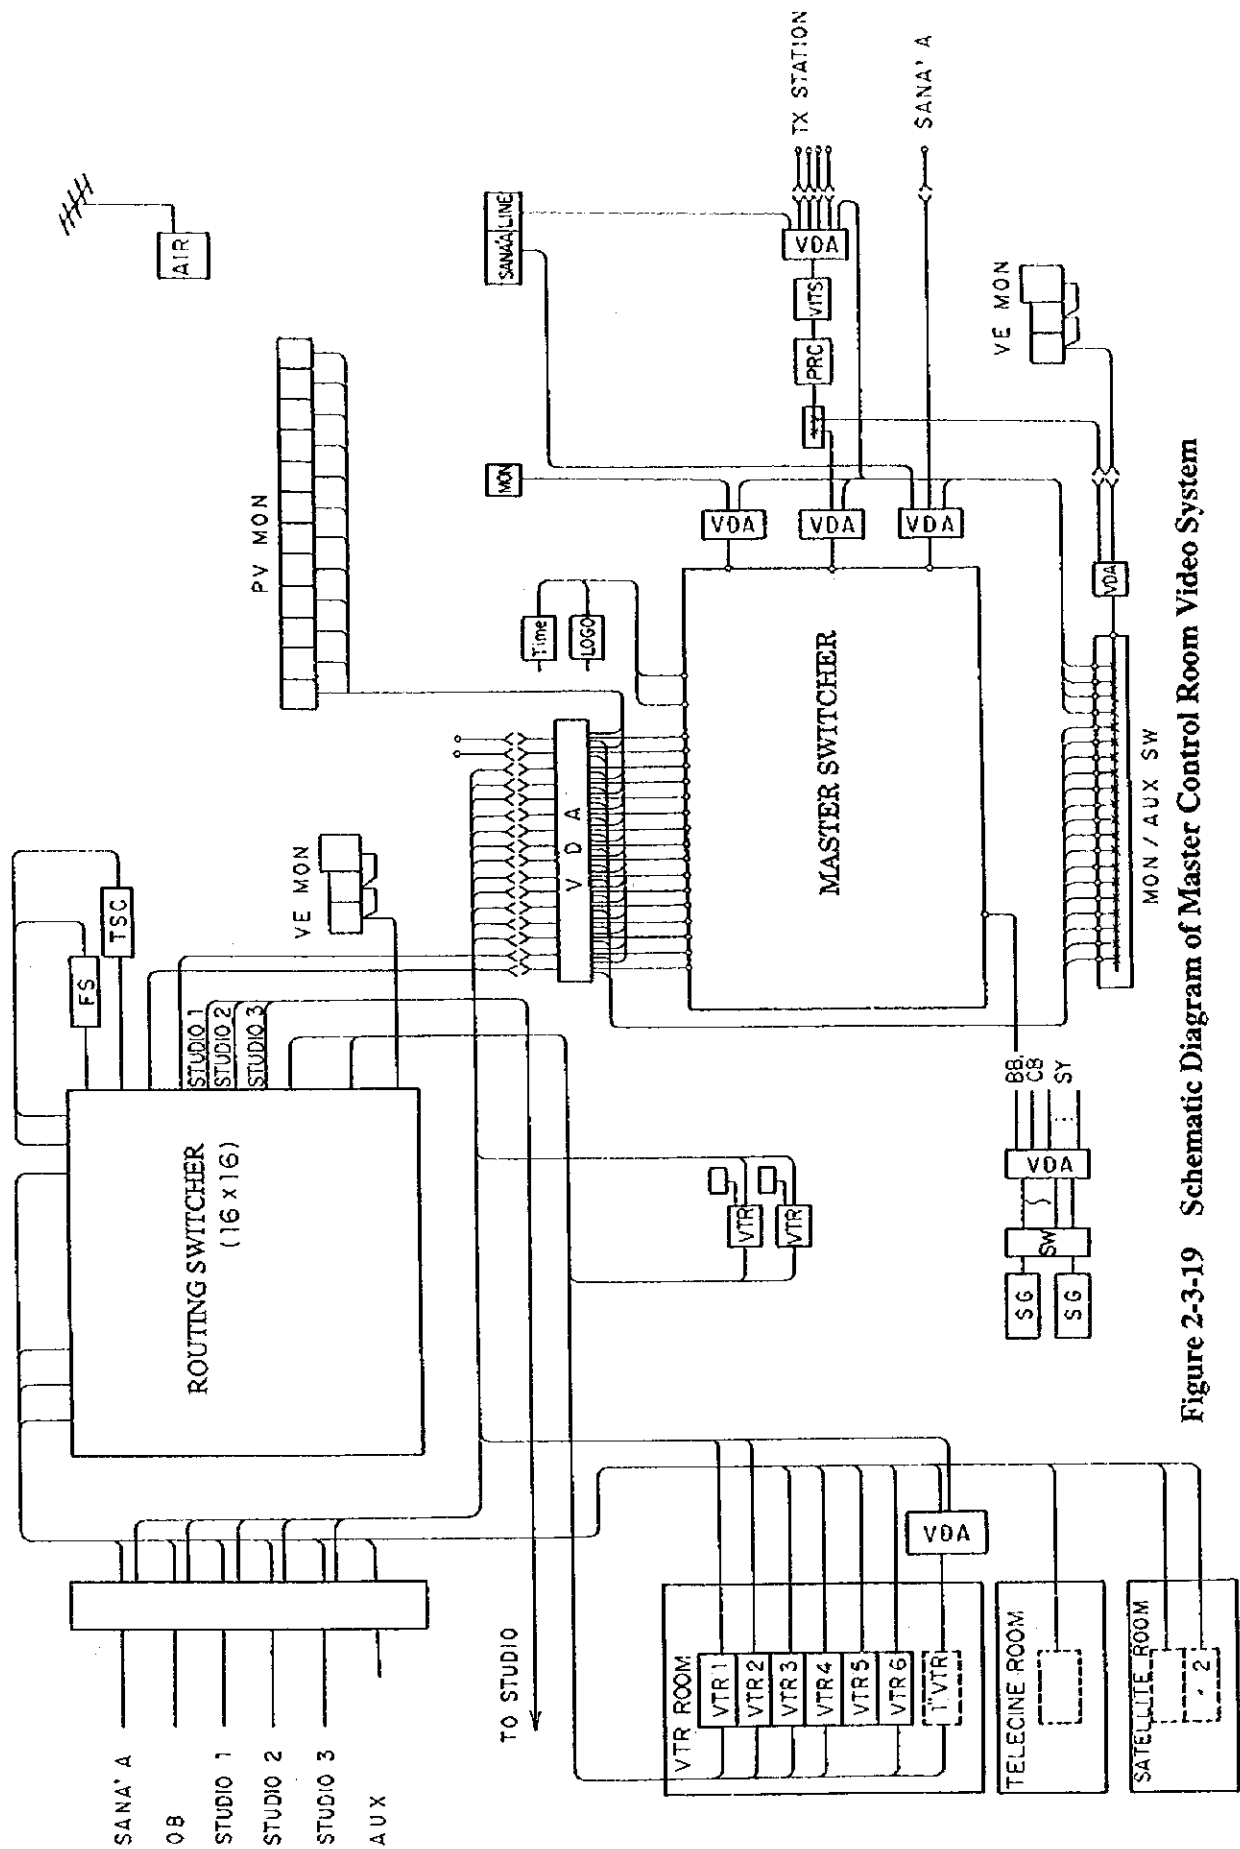 SANA' A
OB
STUDIO 1
STUDIO 2
STUDIO 3
AUX
ROUTING SWITCHER
(16 x 16)
FS
TSC
STUDIO 1
STUDIO 2
STUDIO 3
VE MON
PV MON
AIR
TO STUDIO
VDA
Time
LOGO
MON
SANA'A
LINE
VTR
VTR
MASTER SWITCHER
VDA
VDA
VDA
PRC
VITS
VDA
TX STATION
SANA' A
VTR ROOM
VTR 1
VTR 2
VTR 3
VTR 4
VTR 5
VTR 6
1" VTR
VDA
TELECINE ROOM
SATELLITE ROOM
2
SG
SG
SW
VDA
BB.
CB
SY
VE MON
VDA
MON / AUX SW
Figure 2-3-19 Schematic Diagram of Master Control Room Video System